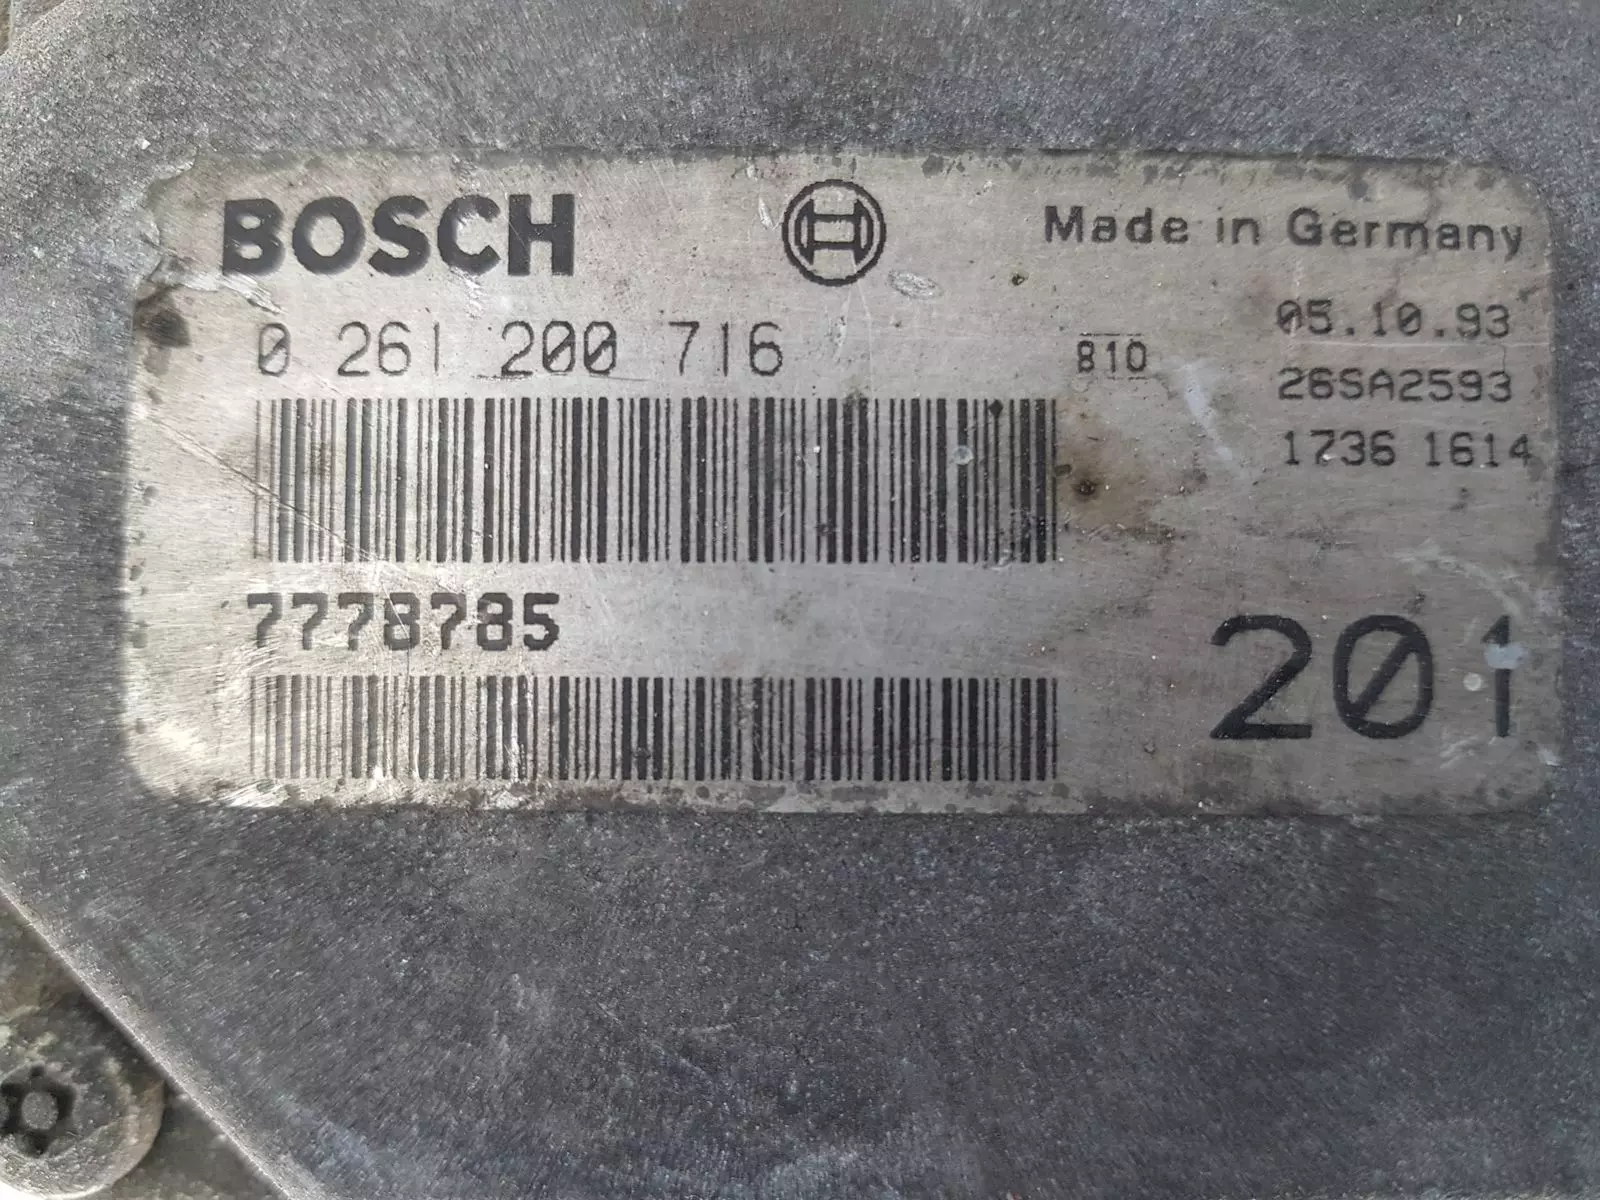 BOSCH
Made in Germany
0 261 200 716
810
05.10.93
26SA2593
1736 1614
7778785
201